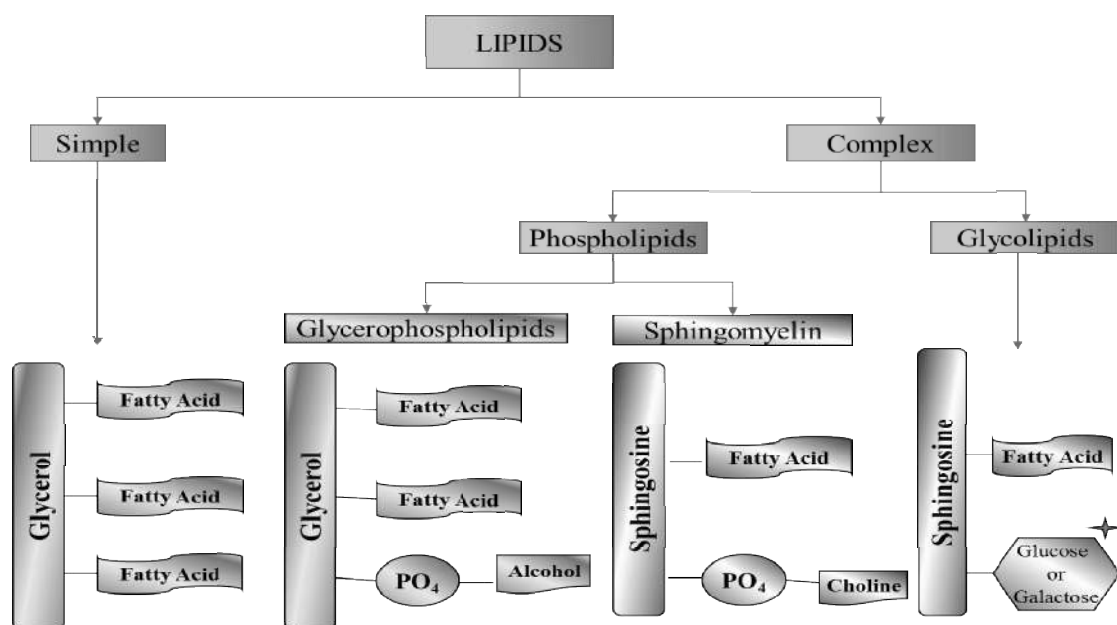 LIPIDS
Simple
Complex
Phospholipids
Glycolipids
Glycerophospholipids
Sphingomyelin
Glycerol
Fatty Acid
Fatty Acid
Fatty Acid
Glycerol
Fatty Acid
Fatty Acid
PO₄
Alcohol
Sphingosine
Fatty Acid
PO₄
Choline
Sphingosine
Fatty Acid
Glucose
or
Galactose